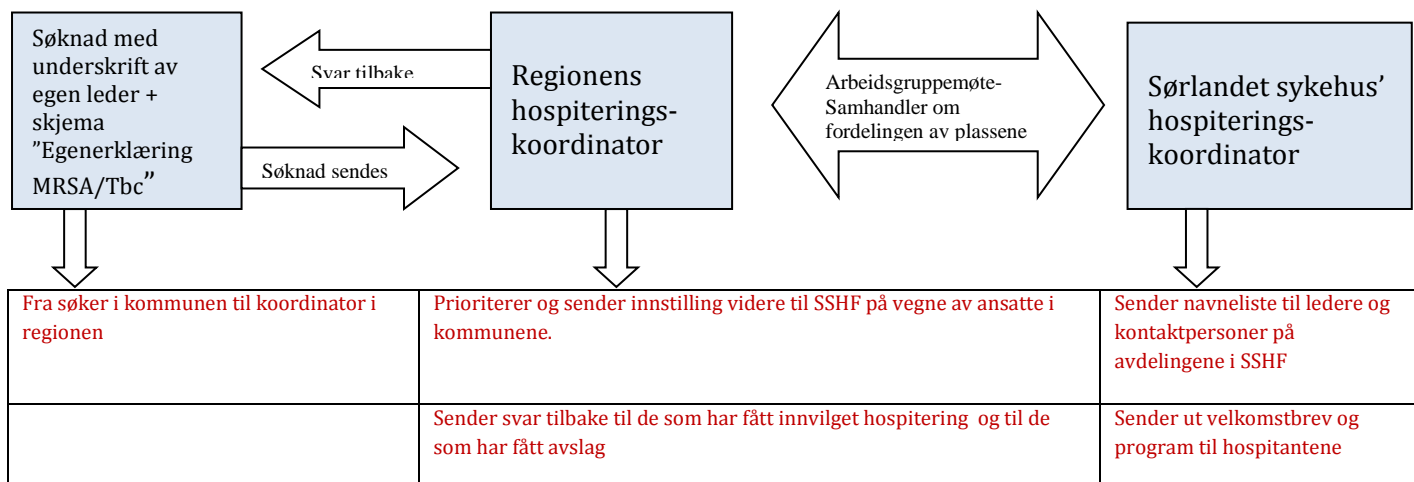 Søknad med
underskrift av
egen leder +
skjema
”Egenerklæring
MRSA/Tbc”
Svar tilbake
Søknad sendes
Regionens
hospiterings-
koordinator
Arbeidsgruppemøte-
Samhandler om
fordelingen av plassene
Sørlandet sykehus’
hospiterings-
koordinator
Fra søker i kommunen til koordinator i
regionen
Prioriterer og sender innstilling videre til SSHF på vegne av ansatte i
kommunene.
Sender navneliste til ledere og
kontaktpersoner på
avdelingene i SSHF
Sender svar tilbake til de som har fått innvilget hospitering og til de
som har fått avslag
Sender ut velkomstbrev og
program til hospitantene